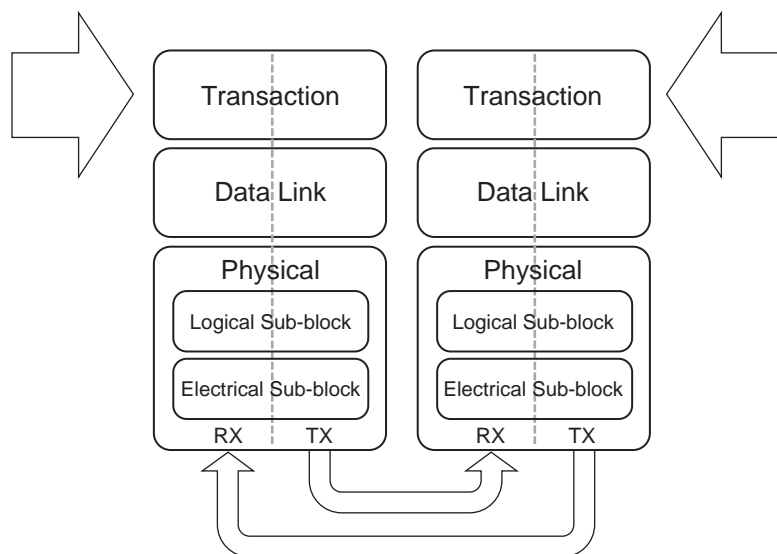 Transaction
Transaction
Data Link
Data Link
Physical
Physical
Logical Sub-block
Logical Sub-block
Electrical Sub-block
Electrical Sub-block
RX
TX
RX
TX